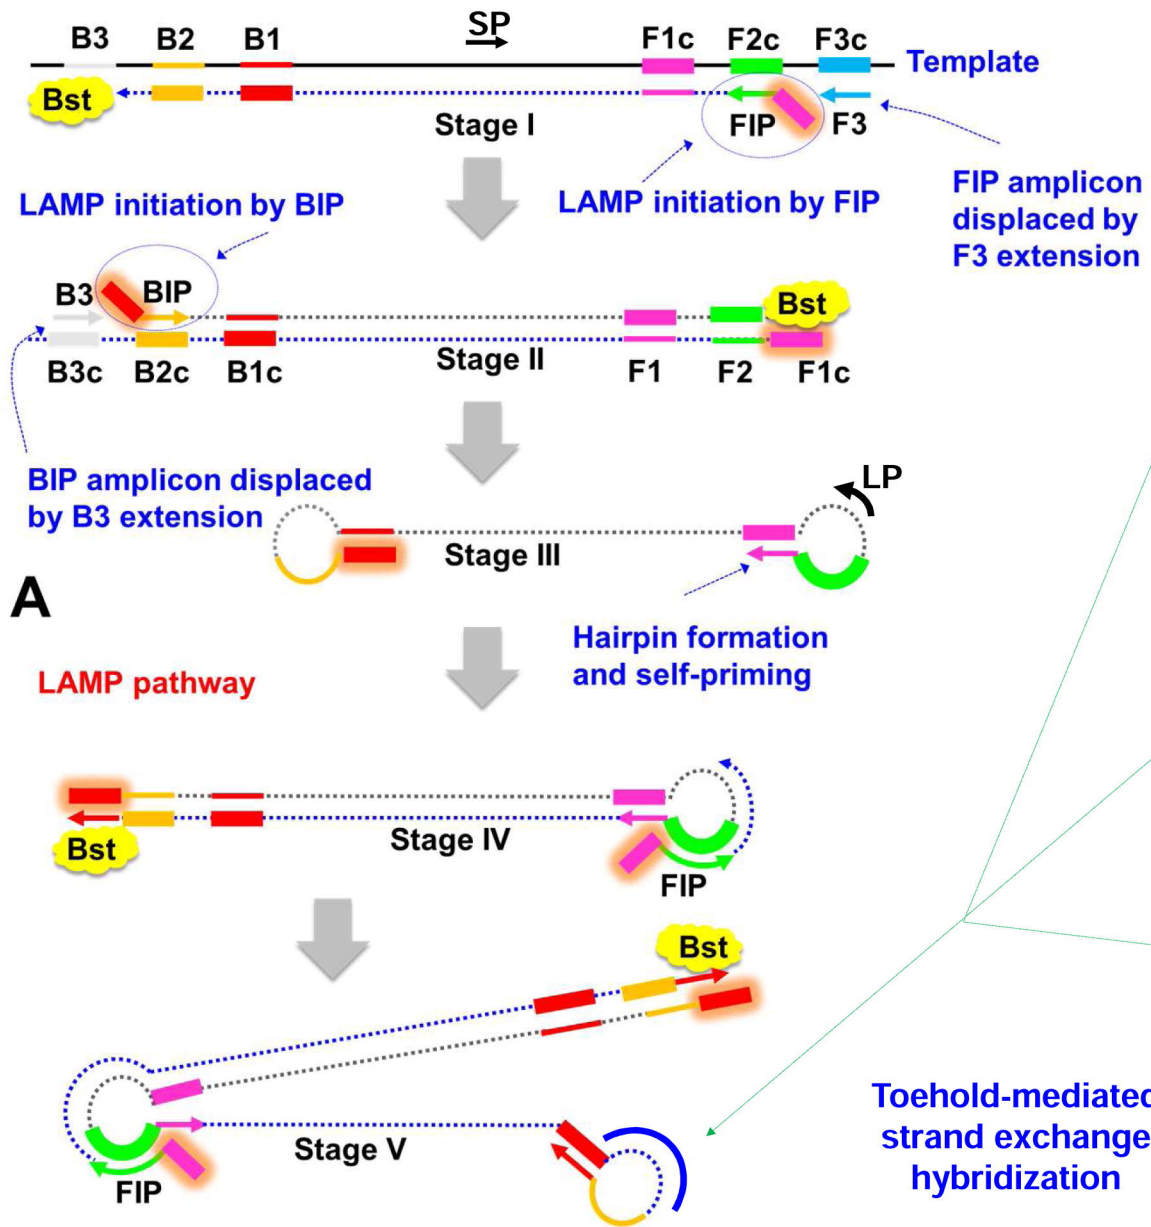 SP
B3 B2 B1 F1c F2c F3c
Template
Bst
Stage I
FIP F3
LAMP initiation by BIP
LAMP initiation by FIP
FIP amplicon
displaced by
F3 extension
B3 BIP
Bst
Stage II
B3c B2c B1c F1 F2 F1c
BIP amplicon displaced
by B3 extension
LP
Stage III
A
Hairpin formation
and self-priming
LAMP pathway
Stage IV
Bst
FIP
Bst
Stage V
FIP
Toehold-mediated
strand exchange
hybridization